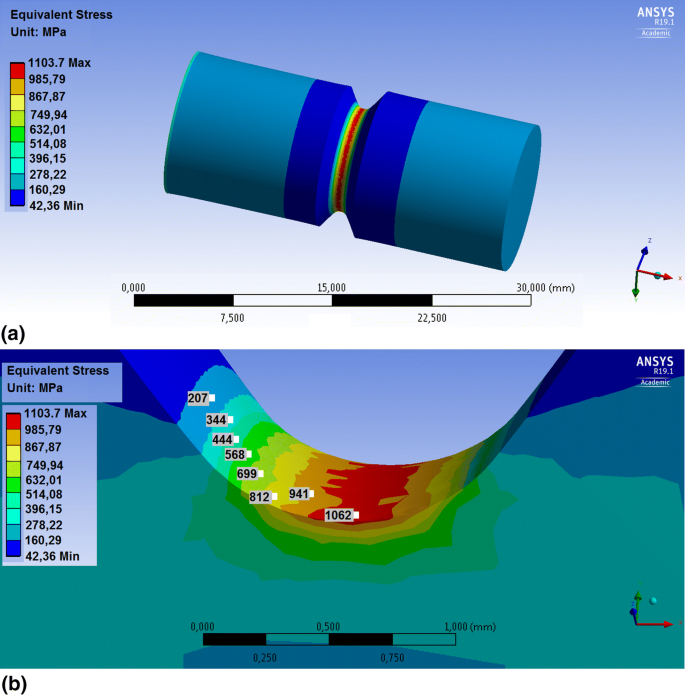 Equivalent Stress
Unit: MPa
1103.7 Max
985,79
867,87
749,94
632,01
514,08
396,15
278,22
160,29
42,36 Min
ANSYS
R19.1
Academic
Z
X
Y
0,000 15,000 30,000 (mm)
7,500 22,500
(a)
Equivalent Stress
Unit: MPa
1103.7 Max
985,79
867,87
749,94
632,01
514,08
396,15
278,22
160,29
42,36 Min
ANSYS
R19.1
Academic
207
344
444
568
699
812
941
1062
0,000 0,500 1,000 (mm)
0,250 0,750
(b)